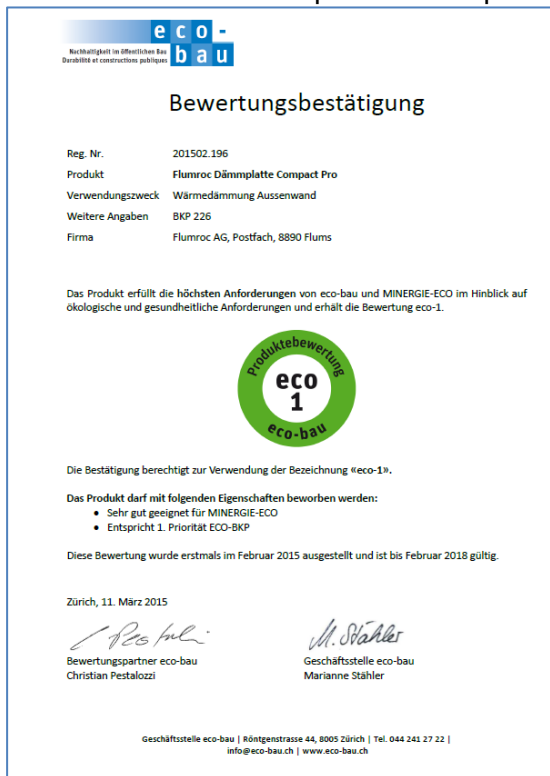 eco-
bau
Nachhaltigkeit im öffentlichen Bau
Durabilité et constructions publiques
Bewertungsbestätigung
Reg. Nr. 201502.196
Produkt Flumroc Dämmplatte Compact Pro
Verwendungszweck Wärmedämmung Aussenwand
Weitere Angaben BKP 226
Firma Flumroc AG, Postfach, 8890 Flums
Das Produkt erfüllt die höchsten Anforderungen von eco-bau und MINERGIE-ECO im Hinblick auf
ökologische und gesundheitliche Anforderungen und erhält die Bewertung eco-1.
Produktebewertung
eco
1
eco-bau
Die Bestätigung berechtigt zur Verwendung der Bezeichnung «eco-1».
Das Produkt darf mit folgenden Eigenschaften beworben werden:
• Sehr gut geeignet für MINERGIE-ECO
• Entspricht 1. Priorität ECO-BKP
Diese Bewertung wurde erstmals im Februar 2015 ausgestellt und ist bis Februar 2018 gültig.
Zürich, 11. März 2015
M. Stähler
Bewertungspartner eco-bau Geschäftsstelle eco-bau
Christian Pestalozzi Marianne Stähler
Geschäftsstelle eco-bau | Röntgenstrasse 44, 8005 Zürich | Tel. 044 241 27 22 |
info@eco-bau.ch | www.eco-bau.ch